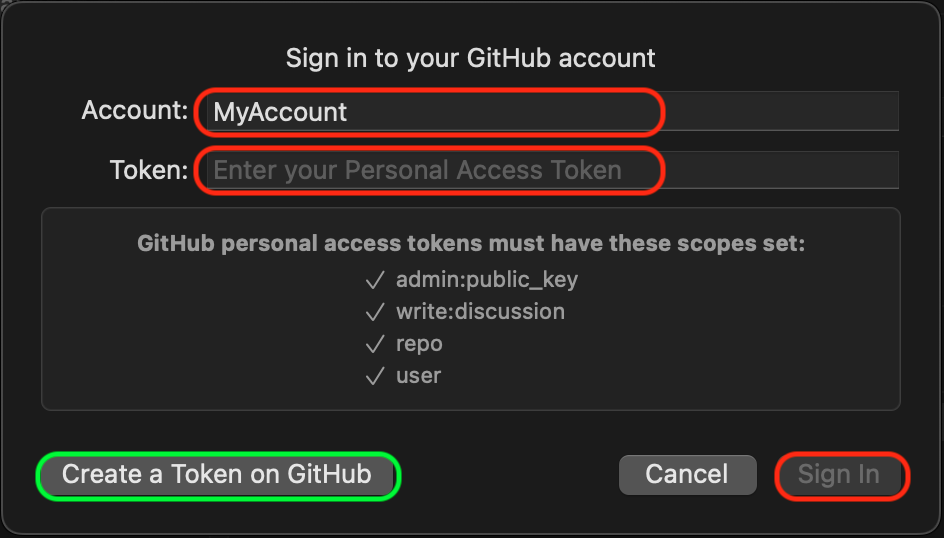 Sign in to your GitHub account
Account: MyAccount
Token: Enter your Personal Access Token
GitHub personal access tokens must have these scopes set:
✓ admin:public_key
✓ write:discussion
✓ repo
✓ user
Create a Token on GitHub Cancel Sign In